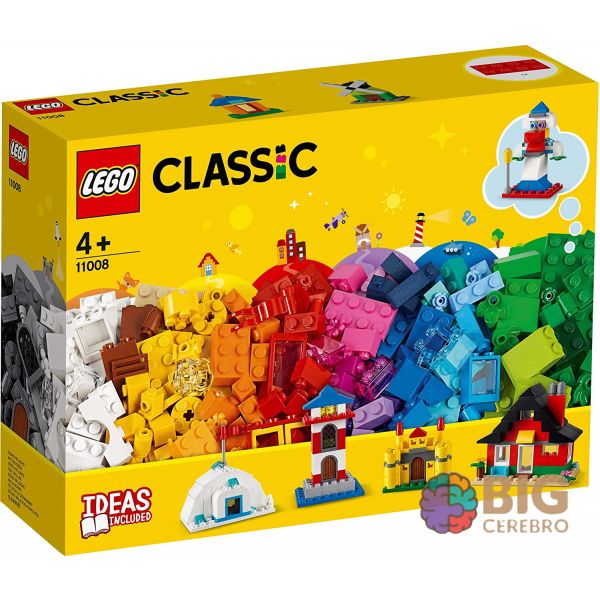 LEGO CLASSIC
LEGO
11008
LEGO CLASSIC
4+
11008
IDEAS
INCLUDED
BIG
CEREBRO